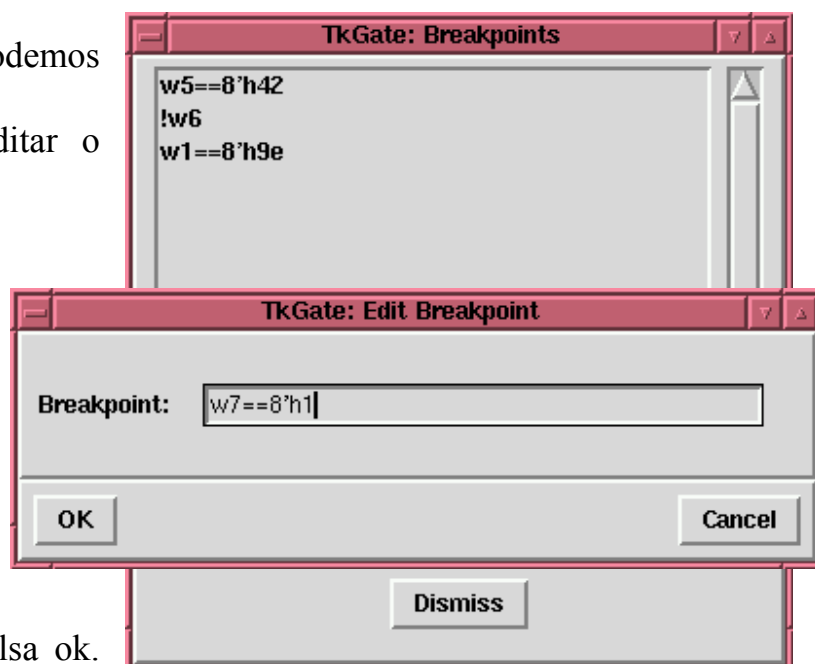 TkGate: Breakpoints
odemos
w5==8'h42
!w6
ditar o
w1==8'h9e
TkGate: Edit Breakpoint
Breakpoint:
w7==8'h1
OK
Cancel
Dismiss
lsa ok.